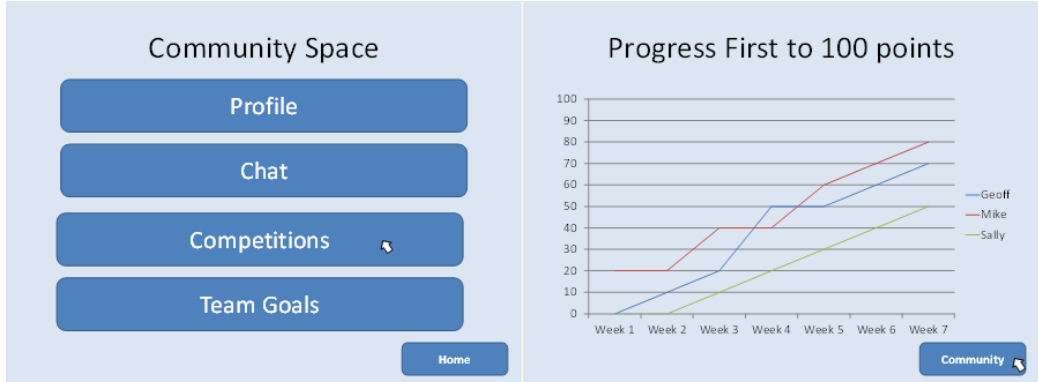 Community Space
Profile
Chat
Competitions
Team Goals
Home
Progress First to 100 points
100
90
80
70
60
50
40
30
20
10
0
Week 1 Week 2 Week 3 Week 4 Week 5 Week 6 Week 7
Geoff
Mike
Sally
Community